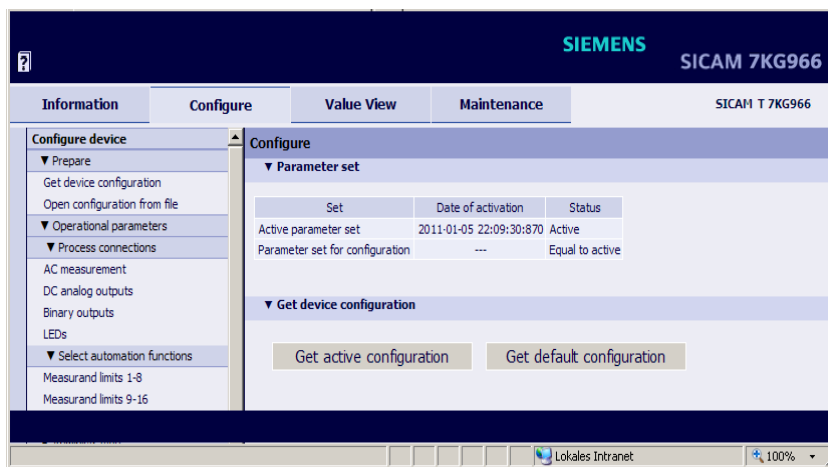 SIEMENS
?
SICAM 7KG966
Information
Configure
Value View
Maintenance
SICAM T 7KG966
Configure device
▼ Prepare
Get device configuration
Open configuration from file
▼ Operational parameters
▼ Process connections
AC measurement
DC analog outputs
Binary outputs
LEDs
▼ Select automation functions
Measurand limits 1-8
Measurand limits 9-16
Configure
▼ Parameter set
Set Date of activation Status
Active parameter set 2011-01-05 22:09:30:870 Active
Parameter set for configuration --- Equal to active
▼ Get device configuration
Get active configuration
Get default configuration
Lokales Intranet
100%